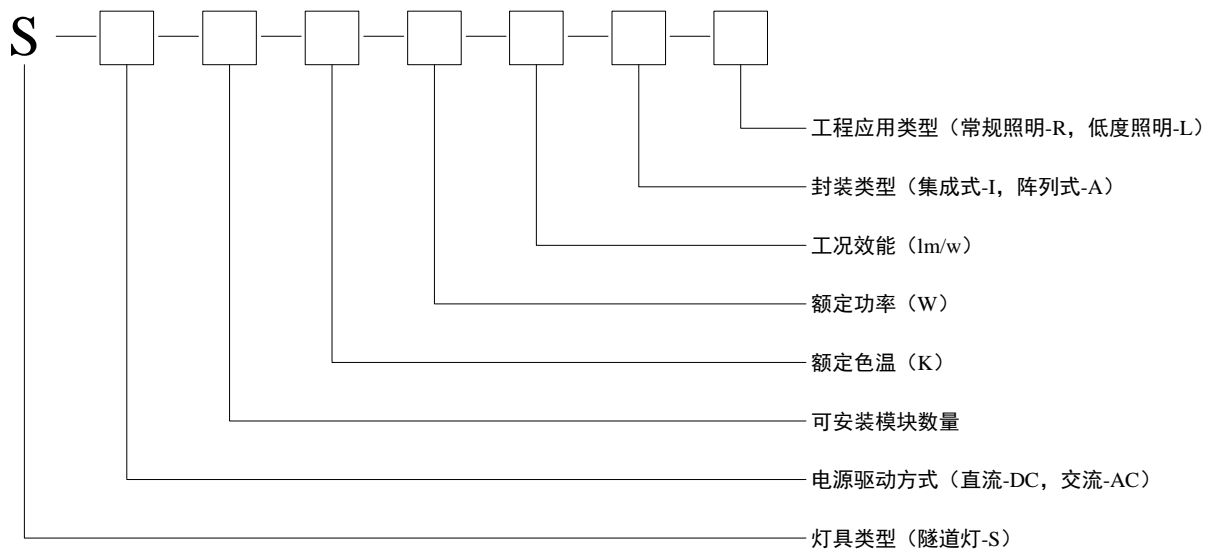 S
工程应用类型（常规照明-R，低度照明-L）
封装类型（集成式-I，阵列式-A）
工况效能（lm/w）
额定功率（W）
额定色温（K）
可安装模块数量
电源驱动方式（直流-DC，交流-AC）
灯具类型（隧道灯-S）